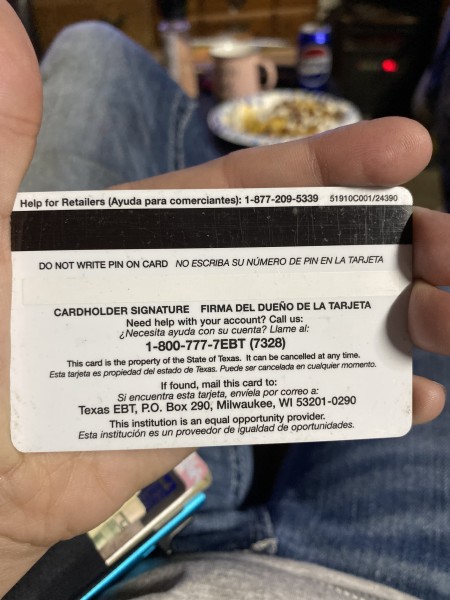 Help for Retailers (Ayuda para comerciantes): 1-877-209-5339 51910C001/24390
DO NOT WRITE PIN ON CARD NO ESCRIBA SU NÚMERO DE PIN EN LA TARJETA
CARDHOLDER SIGNATURE FIRMA DEL DUEÑO DE LA TARJETA
Need help with your account? Call us:
¿Necesita ayuda con su cuenta? Llame al:
1-800-777-7EBT (7328)
This card is the property of the State of Texas. It can be cancelled at any time.
Esta tarjeta es propiedad del estado de Texas. Puede ser cancelada en cualquier momento.
If found, mail this card to:
Si encuentra esta tarjeta, envíela por correo a:
Texas EBT, P.O. Box 290, Milwaukee, WI 53201-0290
This institution is an equal opportunity provider.
Esta institución es un proveedor de igualdad de oportunidades.